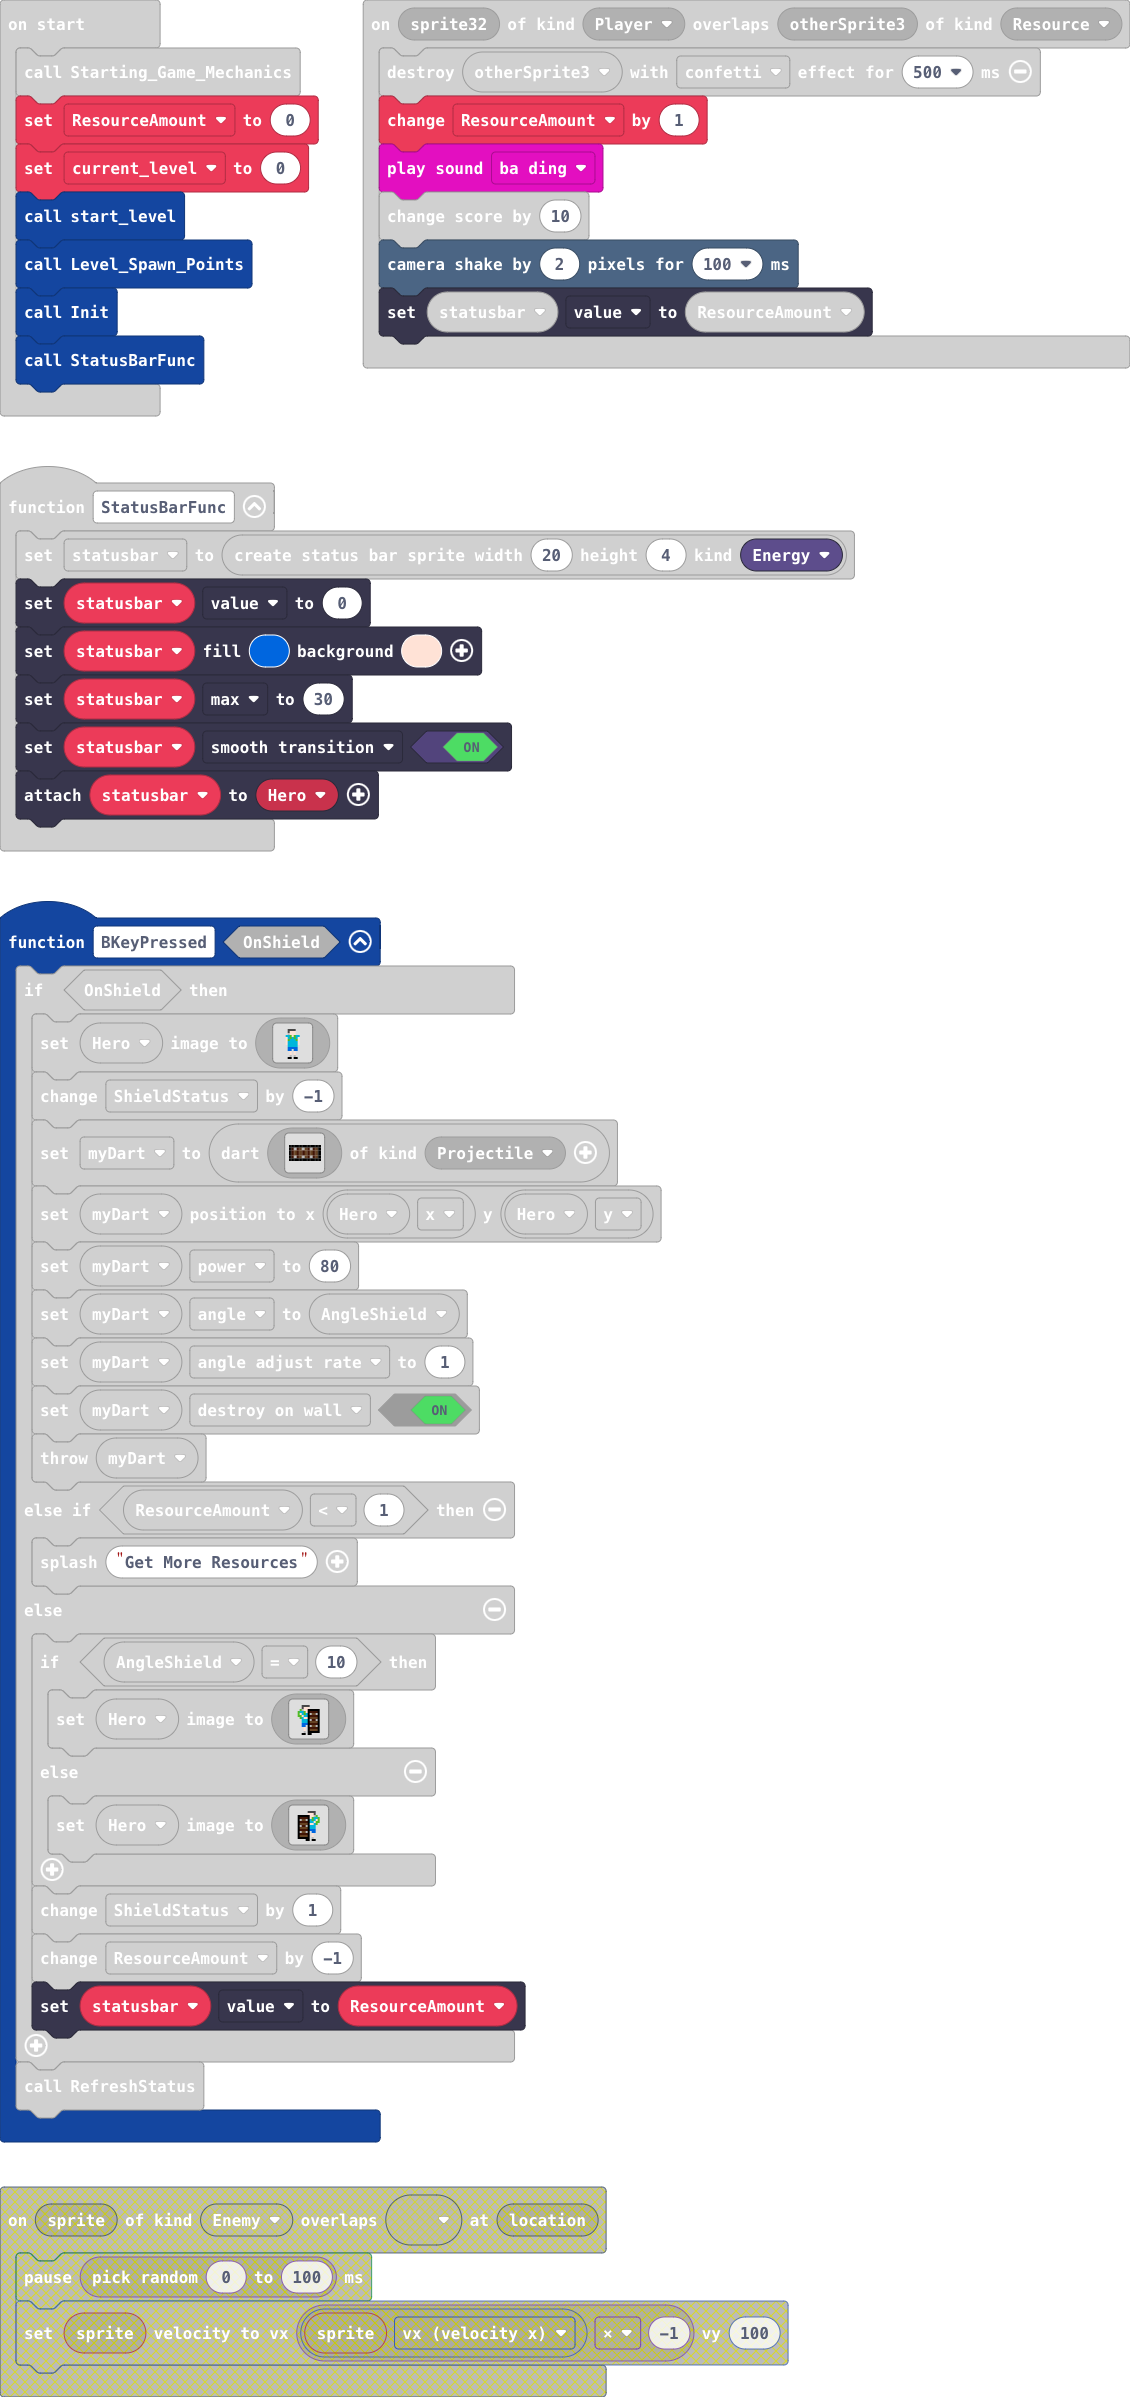 on start
call Starting_Game_Mechanics
set ResourceAmount to 0
set current_level to 0
call start_level
call Level_Spawn_Points
call Init
call StatusBarFunc
on sprite32 of kind Player overlaps otherSprite3 of kind Resource
destroy otherSprite3 with confetti effect for 500 ms
change ResourceAmount by 1
play sound ba ding
change score by 10
camera shake by 2 pixels for 100 ms
set statusbar value to ResourceAmount
function StatusBarFunc
set statusbar to create status bar sprite width 20 height 4 kind Energy
set statusbar value to 0
set statusbar fill background
set statusbar max to 30
set statusbar smooth transition ON
attach statusbar to Hero
function BKeyPressed OnShield
if OnShield then
set Hero image to
change ShieldStatus by -1
set myDart to dart of kind Projectile
set myDart position to x Hero x y Hero y
set myDart power to 80
set myDart angle to AngleShield
set myDart angle adjust rate to 1
set myDart destroy on wall ON
throw myDart
else if ResourceAmount < 1 then
splash "Get More Resources"
else
if AngleShield = 10 then
set Hero image to
else
set Hero image to
change ShieldStatus by 1
change ResourceAmount by -1
set statusbar value to ResourceAmount
call RefreshStatus
on sprite of kind Enemy overlaps at location
pause pick random 0 to 100 ms
set sprite velocity to vx sprite vx (velocity x) × -1 vy 100